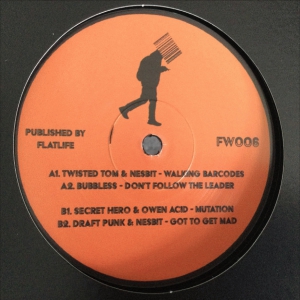 PUBLISHED BY
FLATLIFE
FW006
A1. TWISTED TOM & NESBIT - WALKING BARCODES
A2. BUBBLESS - DON'T FOLLOW THE LEADER
B1. SECRET HERO & OWEN ACID - MUTATION
B2. DRAFT PUNK & NESBIT - GOT TO GET MAD